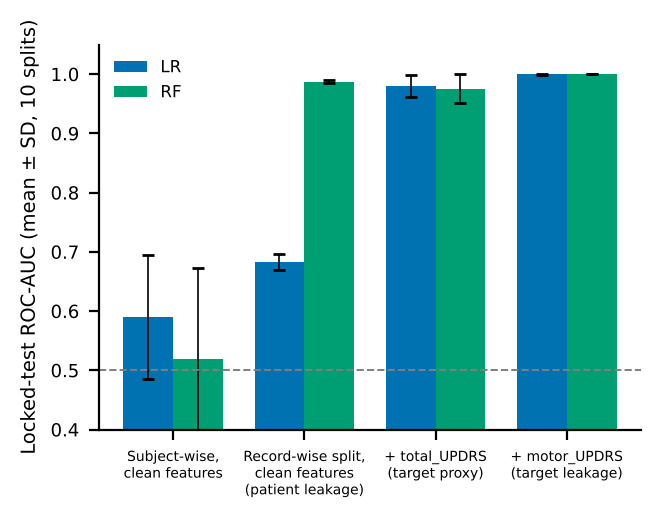 Locked-test ROC-AUC (mean ± SD, 10 splits)
1.0
0.9
0.8
0.7
0.6
0.5
0.4
LR
RF
Subject-wise,
clean features
Record-wise split,
clean features
(patient leakage)
+ total_UPDRS
(target proxy)
+ motor_UPDRS
(target leakage)